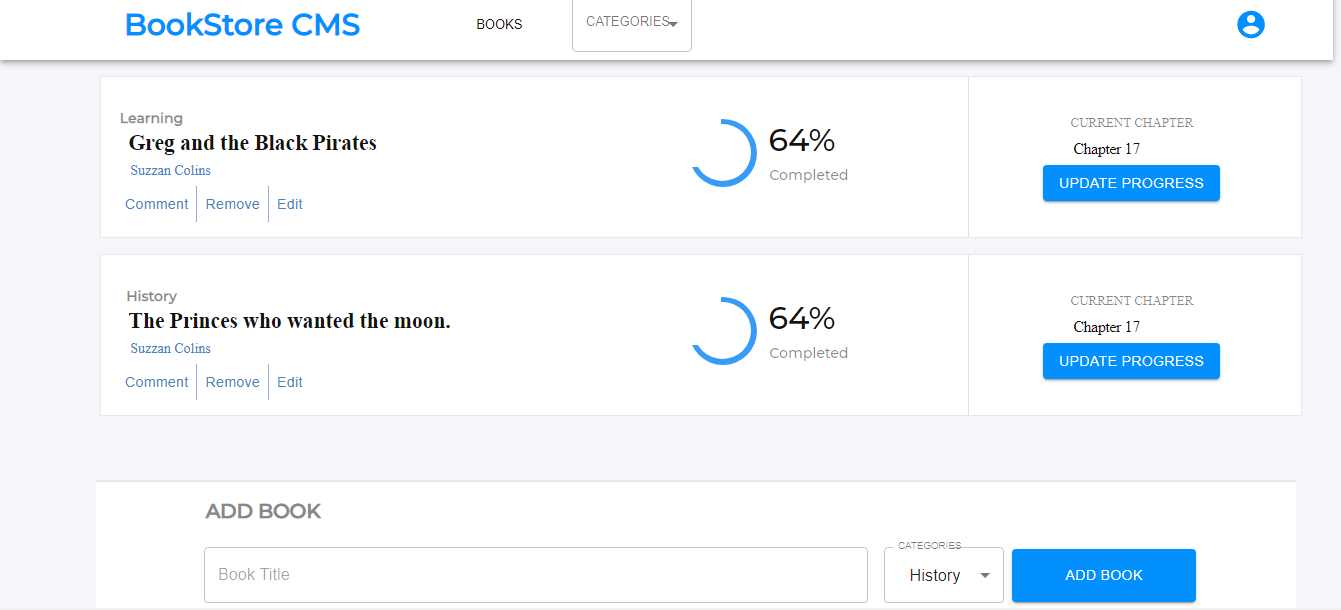 BookStore CMS
BOOKS
CATEGORIES
Learning
Greg and the Black Pirates
Suzzan Colins
Comment Remove Edit
64%
Completed
CURRENT CHAPTER
Chapter 17
UPDATE PROGRESS
History
The Princes who wanted the moon.
Suzzan Colins
Comment Remove Edit
64%
Completed
CURRENT CHAPTER
Chapter 17
UPDATE PROGRESS
ADD BOOK
Book Title
CATEGORIES
History
ADD BOOK